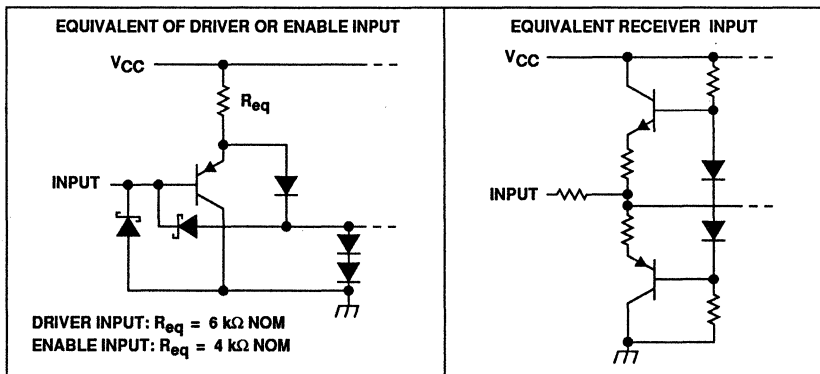 EQUIVALENT OF DRIVER OR ENABLE INPUT
VCC
Req
INPUT
DRIVER INPUT: Req = 6 kΩ NOM
ENABLE INPUT: Req = 4 kΩ NOM
EQUIVALENT RECEIVER INPUT
VCC
INPUT